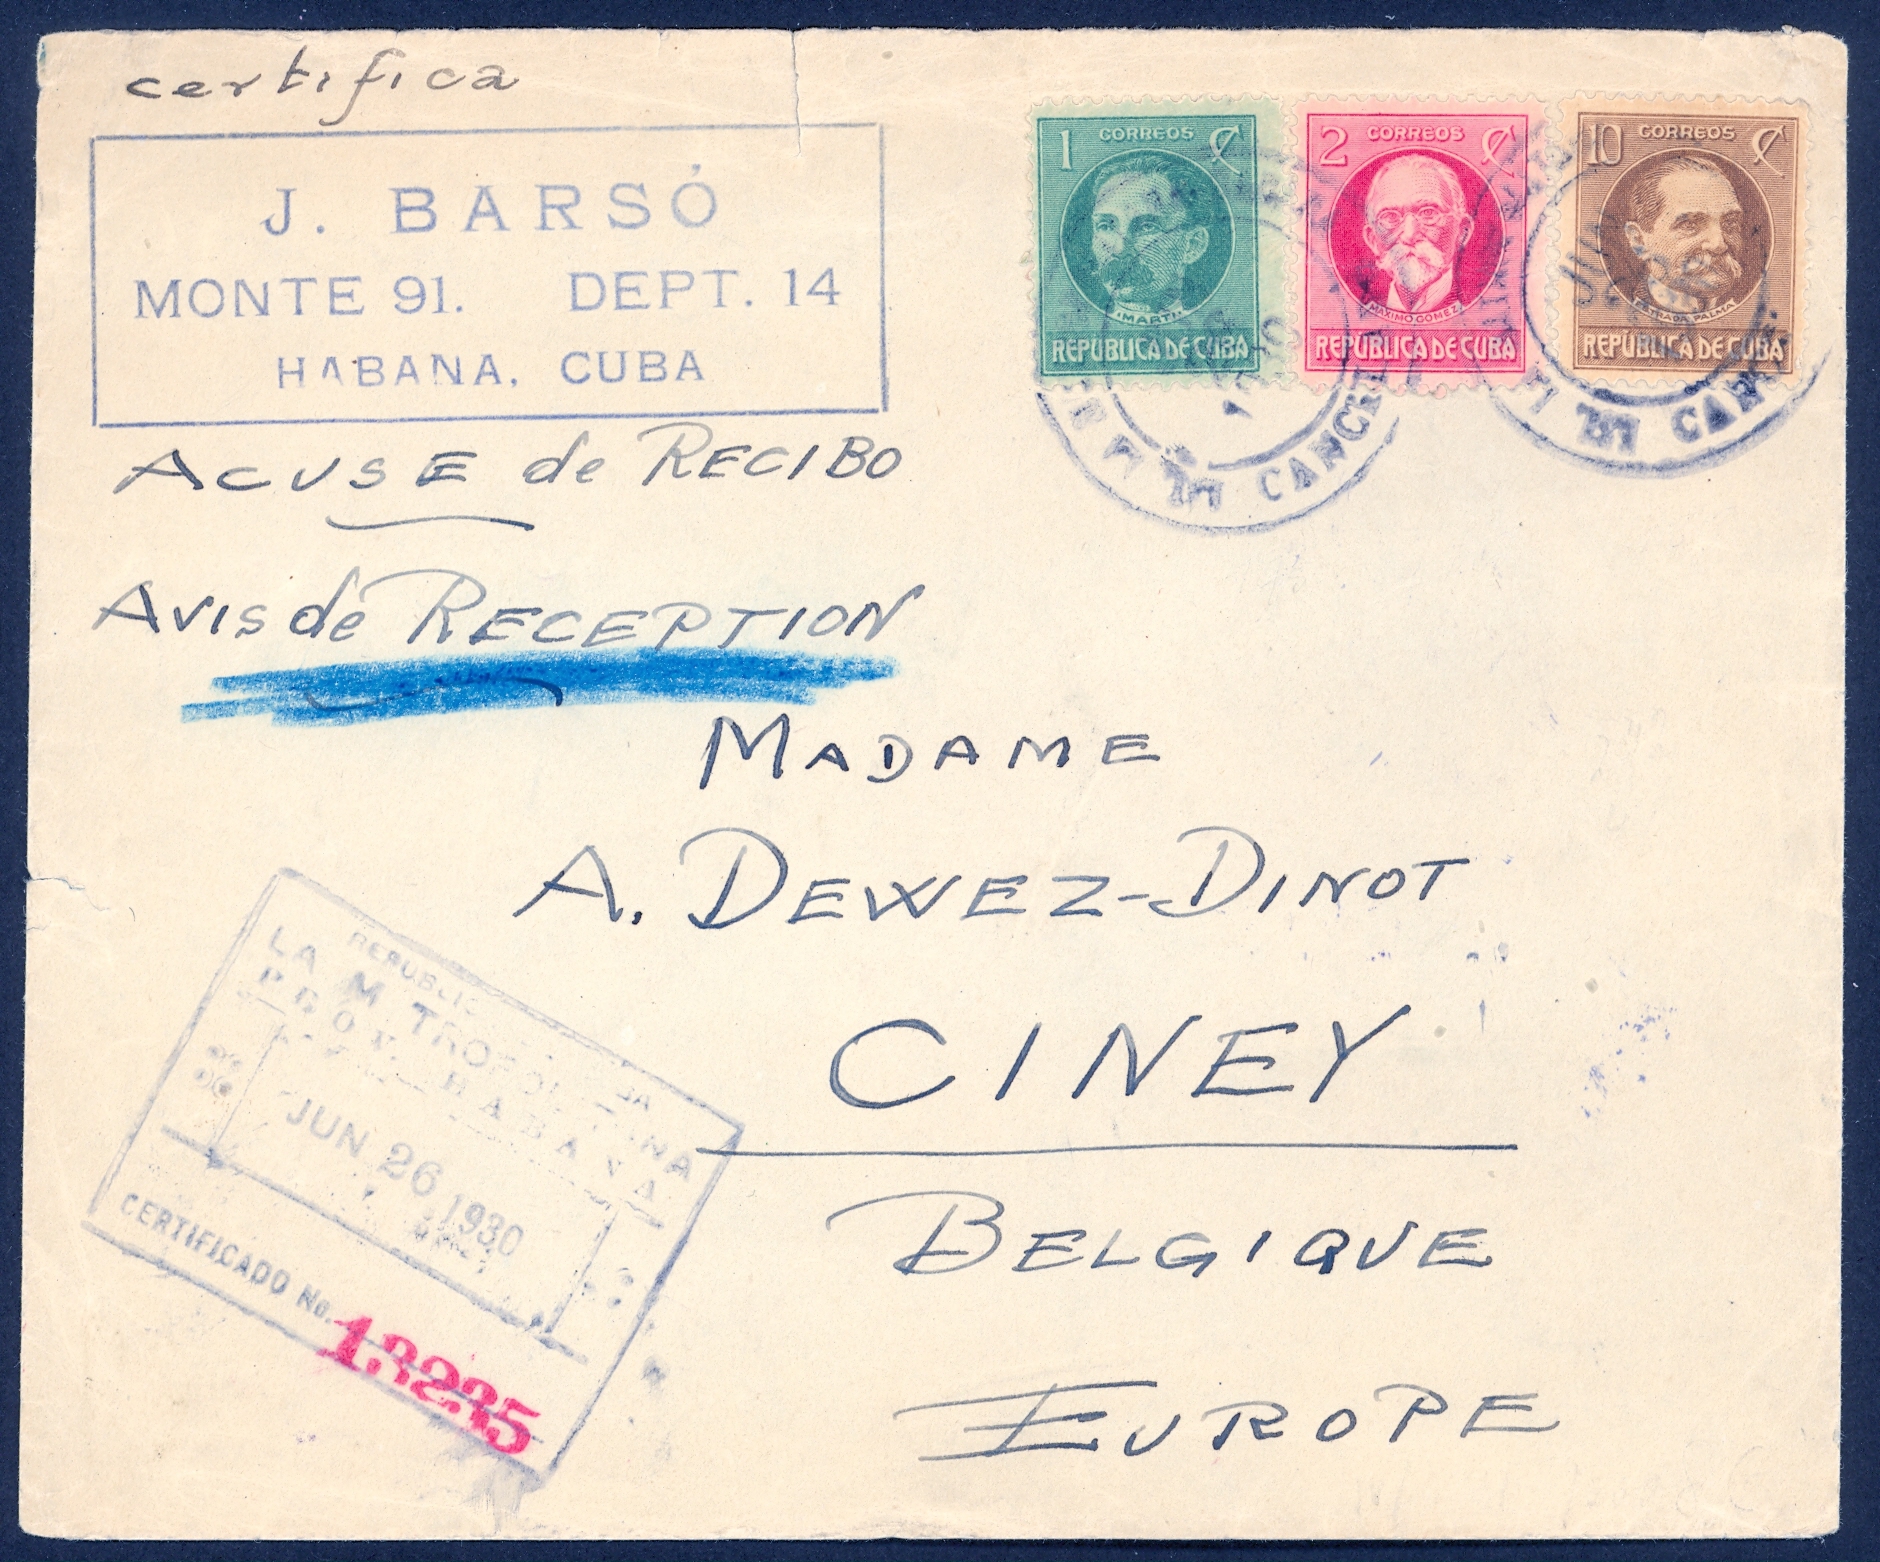 certifica
J. BARSÓ
MONTE 91. DEPT. 14
HABANA, CUBA
1 CORREOS ¢
MARTI
REPUBLICA DE CUBA
2 CORREOS ¢
MAXIMO GOMEZ
REPUBLICA DE CUBA
10 CORREOS ¢
ESTRADA PALMA
REPUBLICA DE CUBA
ACUSE de RECIBO
AVIS de RECEPTION
MADAME
A. DEWEZ-DINOT
CINEY
BELGIQUE
EUROPE
JUN 26 1930
CERTIFICADO No.
13235